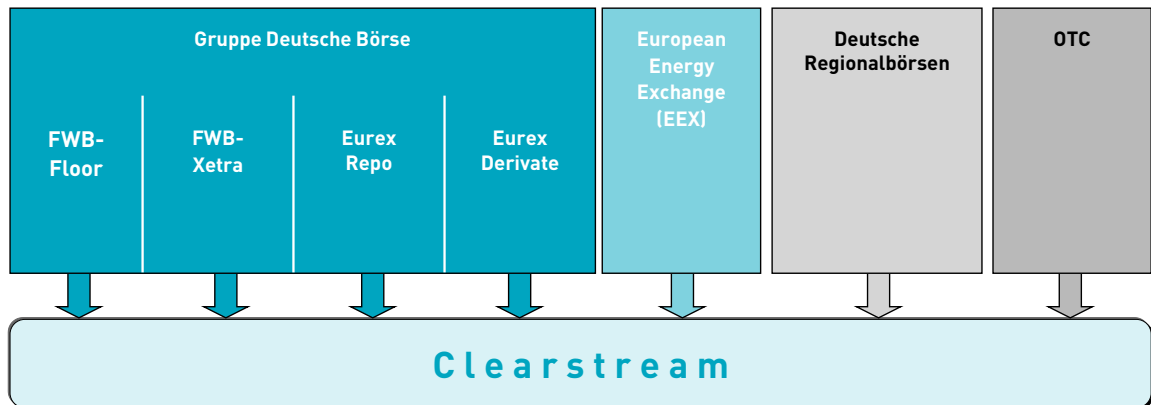 Gruppe Deutsche Börse
FWB-
Floor
FWB-
Xetra
Eurex
Repo
Eurex
Derivate
European
Energy
Exchange
(EEX)
Deutsche
Regionalbörsen
OTC
Clearstream